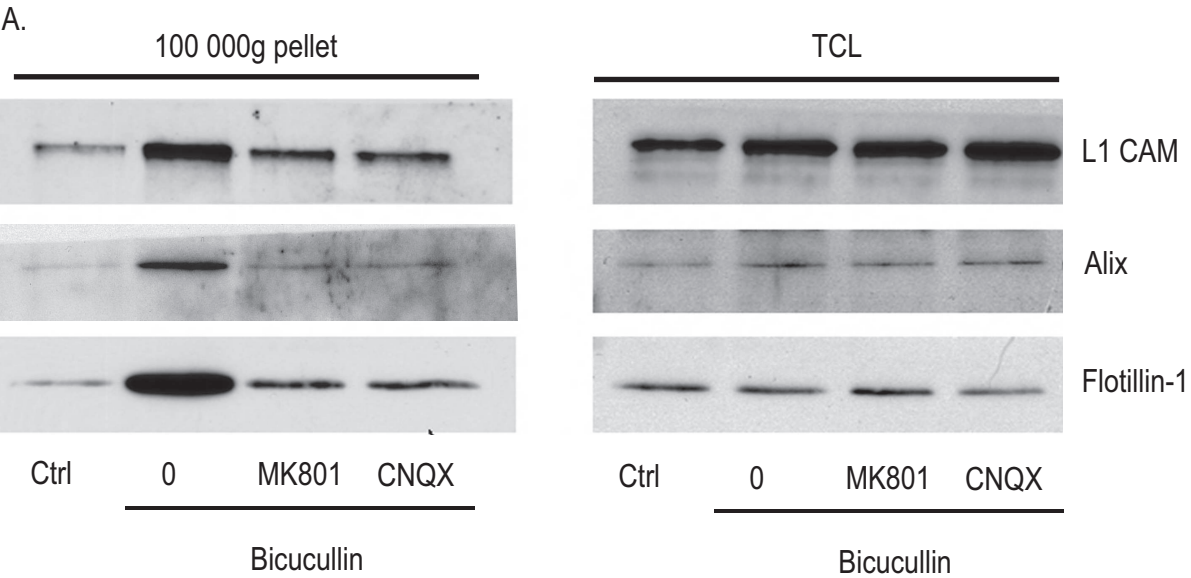 A.
100 000g pellet
TCL
L1 CAM
Alix
Flotillin-1
Ctrl 0 MK801 CNQX
Bicucullin
Ctrl 0 MK801 CNQX
Bicucullin